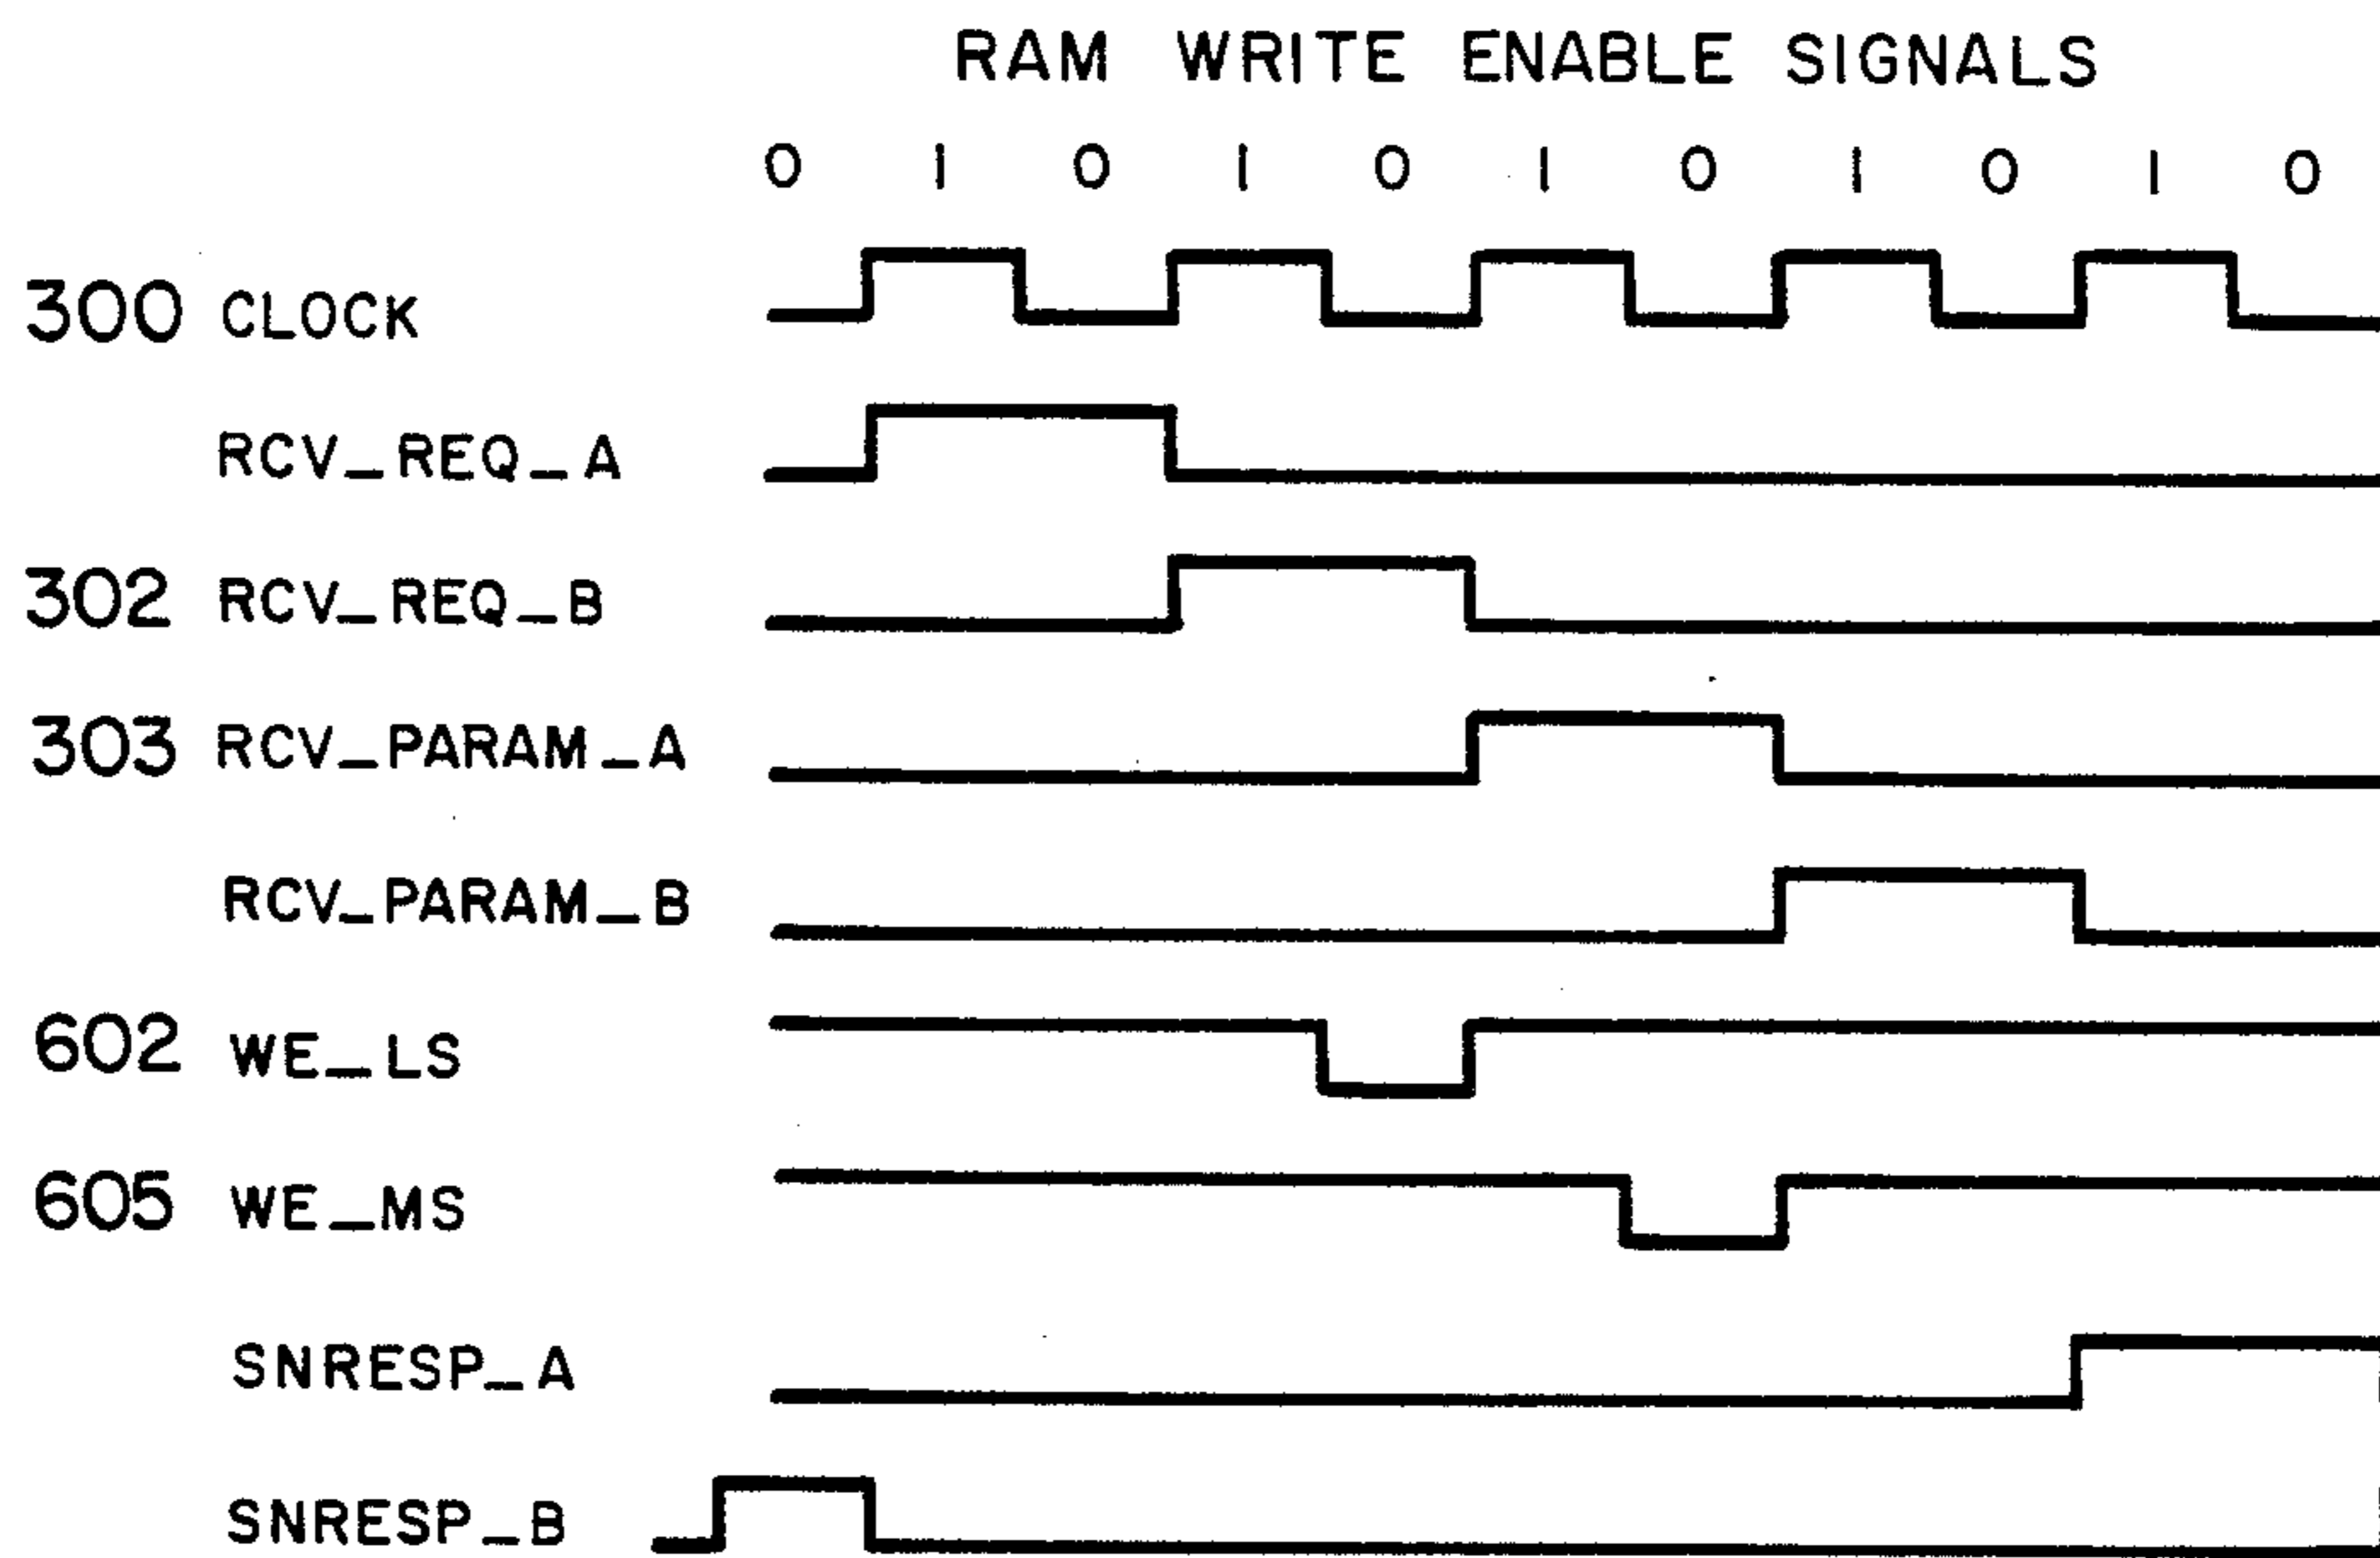 RAM WRITE ENABLE SIGNALS
0 1 0 1 0 1 0 1 0 1 0
300 CLOCK
RCV_REQ_A
302 RCV_REQ_B
303 RCV_PARAM_A
RCV_PARAM_B
602 WE_LS
605 WE_MS
SNRESP_A
SNRESP_B